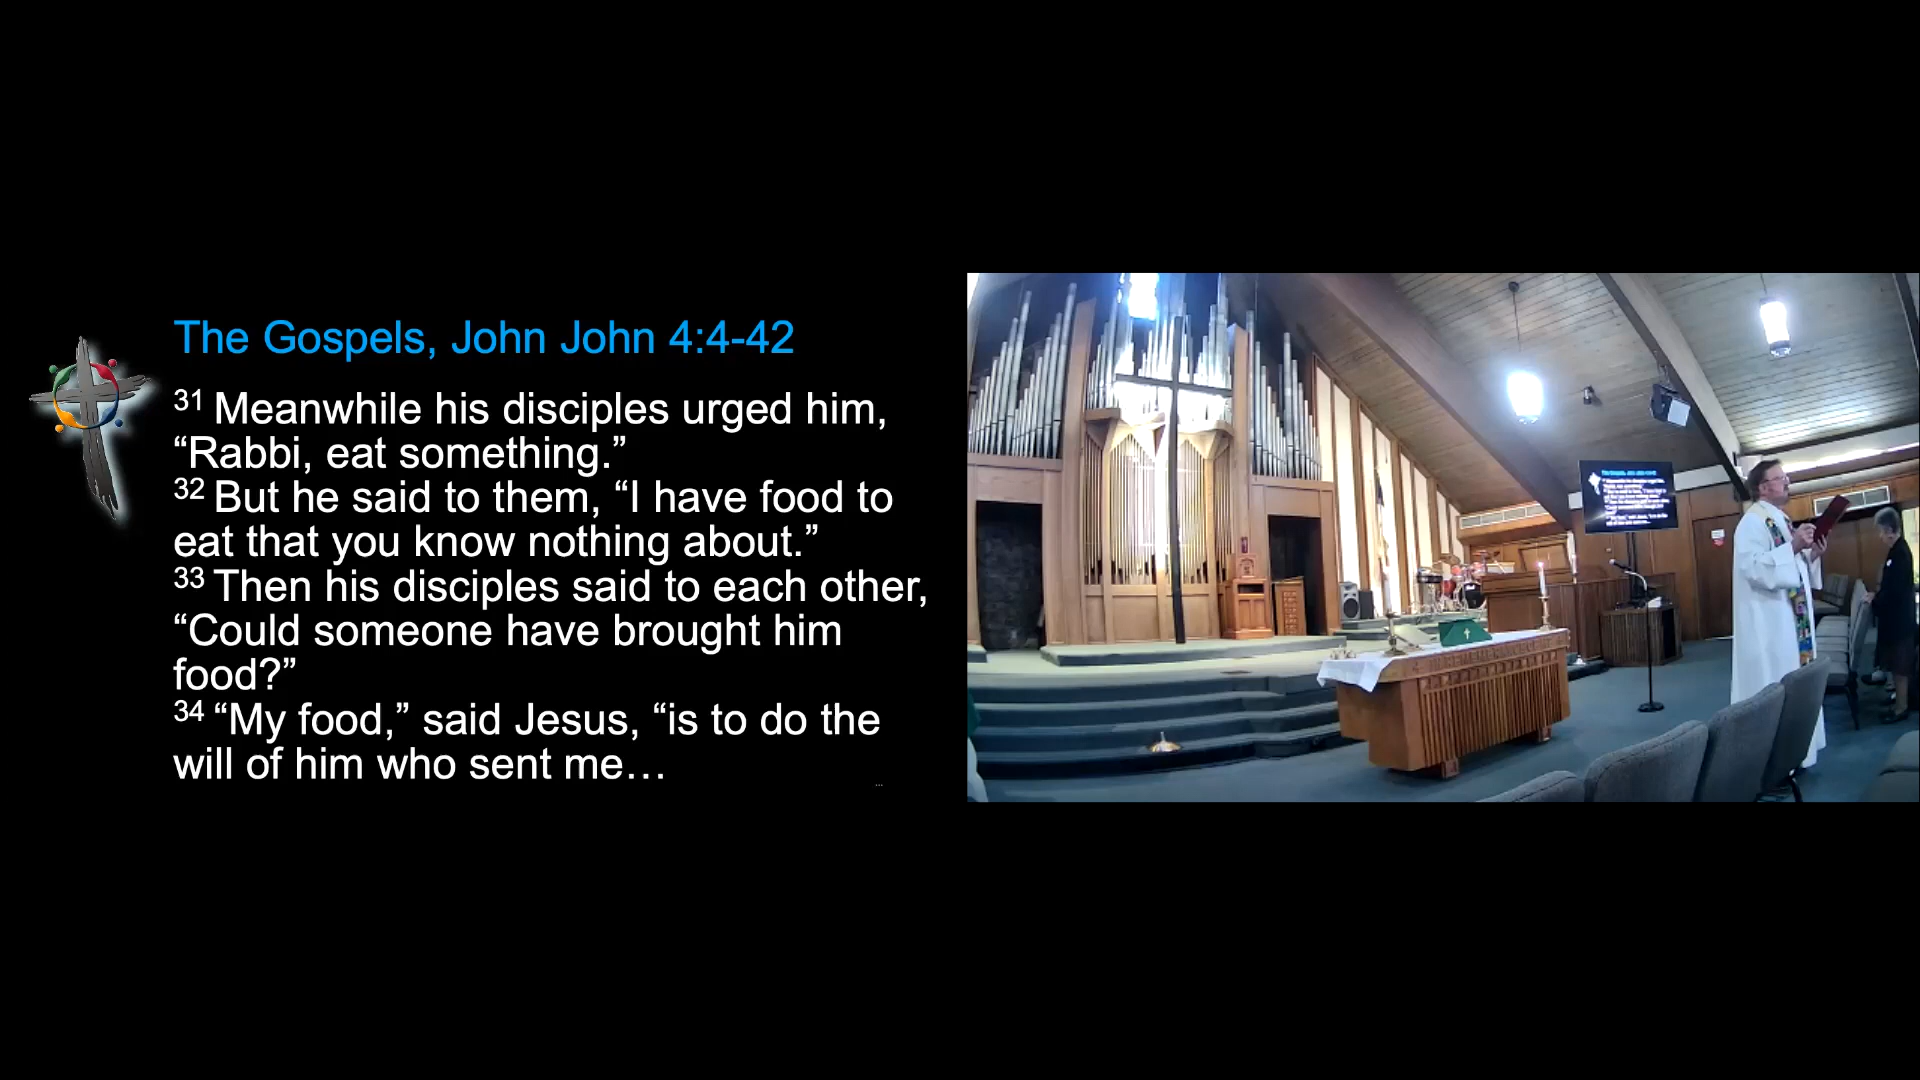 The Gospels, John John 4:4-42
31 Meanwhile his disciples urged him,
“Rabbi, eat something.”
32 But he said to them, “I have food to
eat that you know nothing about.”
33 Then his disciples said to each other,
“Could someone have brought him
food?”
34 “My food,” said Jesus, “is to do the
will of him who sent me…
...